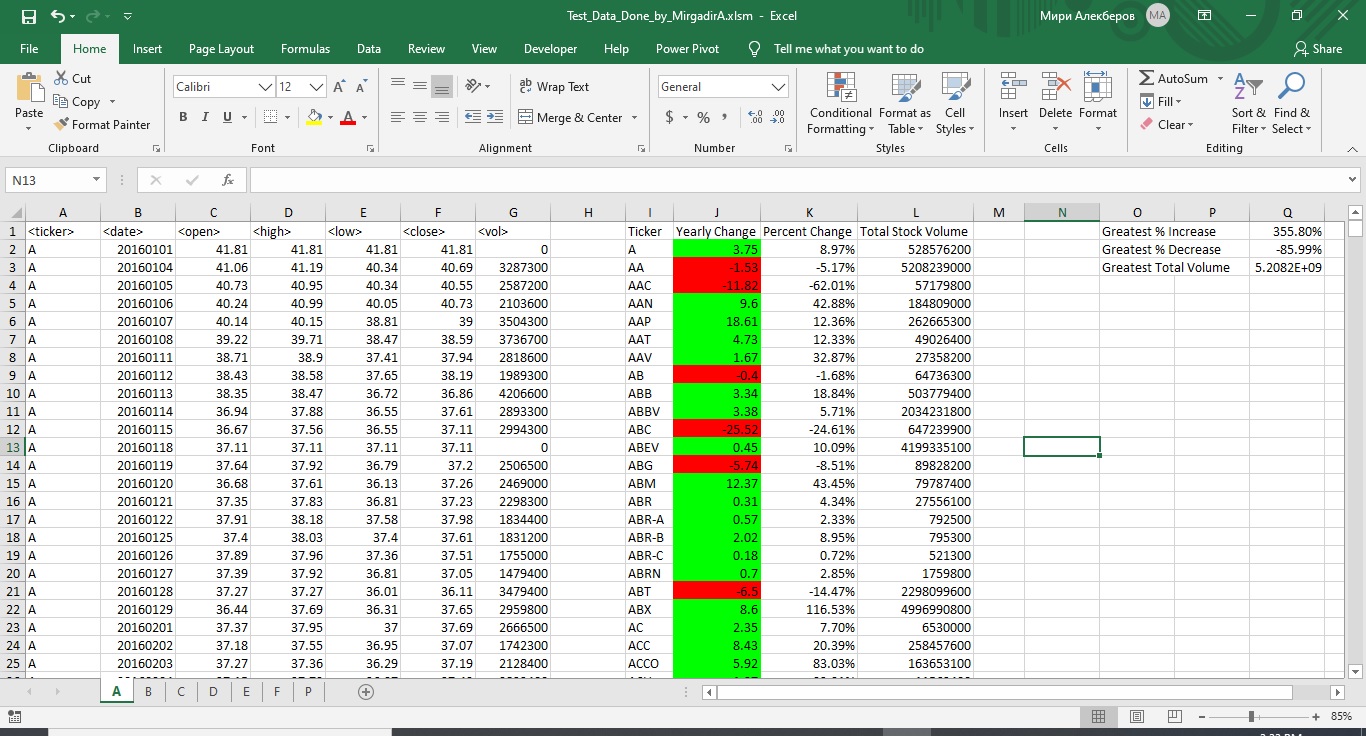 Test_Data_Done_by_MirgadirA.xlsm - Excel
Мири Алекберов MA
File Home Insert Page Layout Formulas Data Review View Developer Help Power Pivot Tell me what you want to do Share
Paste
Cut
Copy
Format Painter
Clipboard
Calibri 12
B I U
Font
Wrap Text
Merge & Center
Alignment
General
$ % ,
Number
Conditional Formatting
Format as Table
Cell Styles
Styles
Insert Delete Format
Cells
AutoSum
Fill
Clear
Sort & Filter
Find & Select
Editing
N13 fx
A B C D E F G H I J K L M N O P Q
1 <ticker> <date> <open> <high> <low> <close> <vol> Ticker Yearly Change Percent Change Total Stock Volume Greatest % Increase 355.80%
2 A 20160101 41.81 41.81 41.81 41.81 0 A 3.75 8.97% 528576200 Greatest % Decrease -85.99%
3 A 20160104 41.06 41.19 40.34 40.69 3287300 AA -1.53 -5.17% 5208239000 Greatest Total Volume 5.2082E+09
4 A 20160105 40.73 40.95 40.34 40.55 2587200 AAC -11.82 -62.01% 57179800
5 A 20160106 40.24 40.99 40.05 40.73 2103600 AAN 9.6 42.88% 184809000
6 A 20160107 40.14 40.15 38.81 39 3504300 AAP 18.61 12.36% 262665300
7 A 20160108 39.22 39.71 38.47 38.59 3736700 AAT 4.73 12.33% 49026400
8 A 20160111 38.71 38.9 37.41 37.94 2818600 AAV 1.67 32.87% 27358200
9 A 20160112 38.43 38.58 37.65 38.19 1989300 AB -0.4 -1.68% 64736300
10 A 20160113 38.35 38.47 36.72 36.86 4206600 ABB 3.34 18.84% 503779400
11 A 20160114 36.94 37.88 36.55 37.61 2893300 ABBV 3.38 5.71% 2034231800
12 A 20160115 36.67 37.56 36.55 37.11 2994300 ABC -25.52 -24.61% 647239900
13 A 20160118 37.11 37.11 37.11 37.11 0 ABEV 0.45 10.09% 4199335100
14 A 20160119 37.64 37.92 36.79 37.2 2506500 ABG -5.74 -8.51% 89828200
15 A 20160120 36.68 37.61 36.13 37.26 2469000 ABM 12.37 43.45% 79787400
16 A 20160121 37.35 37.83 36.81 37.23 2298300 ABR 0.31 4.34% 27556100
17 A 20160122 37.91 38.18 37.58 37.98 1834400 ABR-A 0.57 2.33% 792500
18 A 20160125 37.4 38.03 37.4 37.61 1831200 ABR-B 2.02 8.95% 795300
19 A 20160126 37.89 37.96 37.36 37.51 1755000 ABR-C 0.18 0.72% 521300
20 A 20160127 37.39 37.92 36.81 37.05 1479400 ABRN 0.7 2.85% 1759800
21 A 20160128 37.27 37.27 36.01 36.11 3479400 ABT -6.5 -14.47% 2298099600
22 A 20160129 36.44 37.69 36.31 37.65 2959800 ABX 8.6 116.53% 4996990800
23 A 20160201 37.37 37.95 37 37.69 2666500 AC 2.35 7.70% 6530000
24 A 20160202 37.18 37.55 36.95 37.07 1742300 ACC 8.43 20.39% 258457600
25 A 20160203 37.27 37.36 36.29 37.19 2128400 ACCO 5.92 83.03% 163653100
A B C D E F P
85%